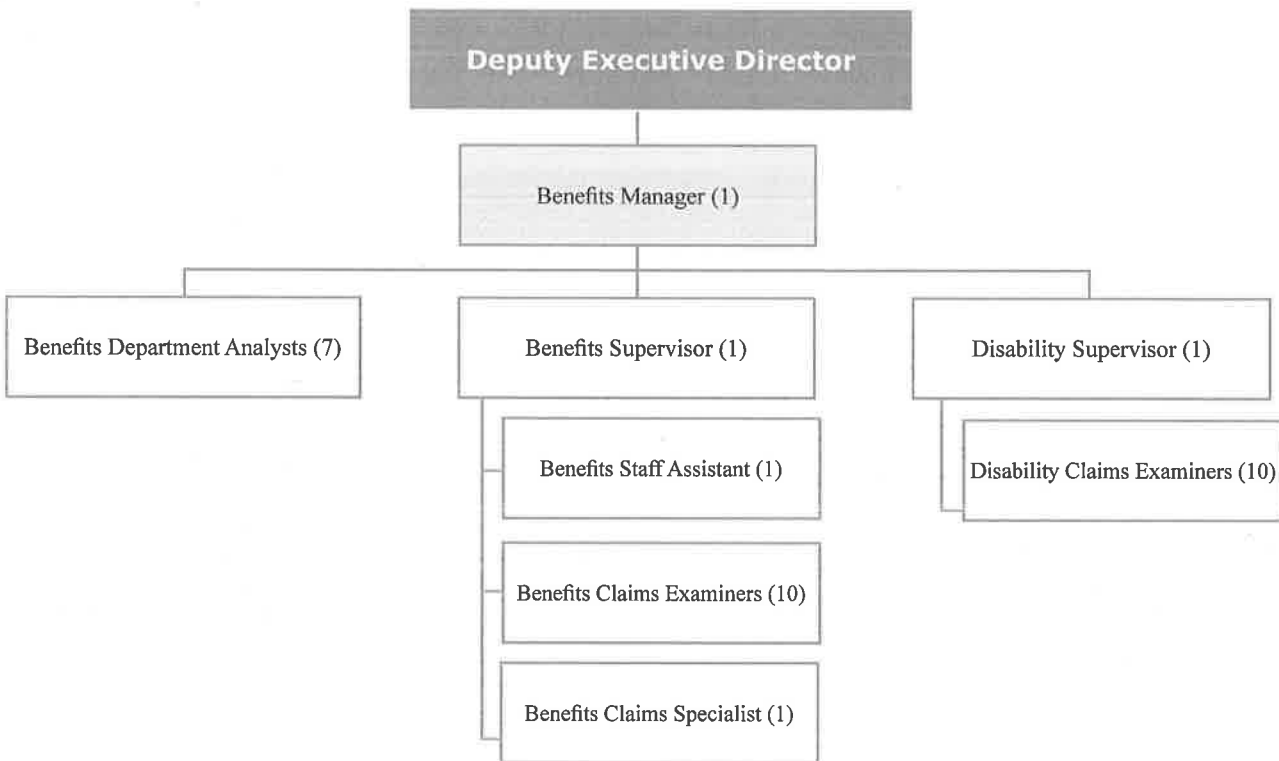 Deputy Executive Director
Benefits Manager (1)
Benefits Department Analysts (7)
Benefits Supervisor (1)
Disability Supervisor (1)
Benefits Staff Assistant (1)
Disability Claims Examiners (10)
Benefits Claims Examiners (10)
Benefits Claims Specialist (1)